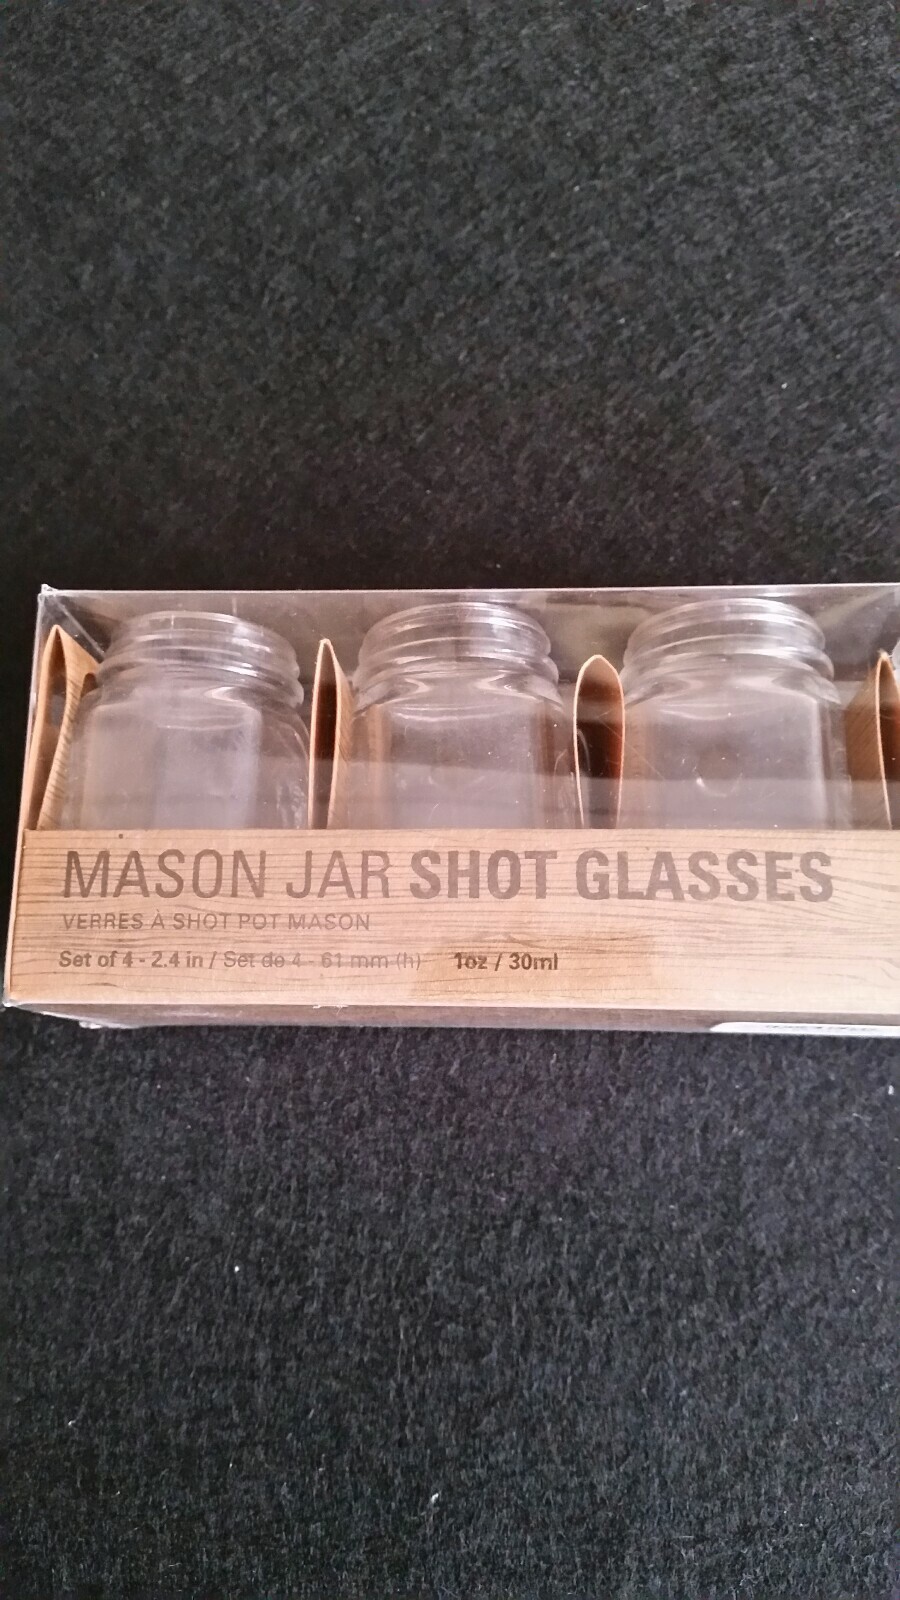 MASON JAR SHOT GLASSES
VERRES À SHOT POT MASON
Set of 4 - 2.4 in / Set de 4 - 61 mm (h) 1oz / 30ml